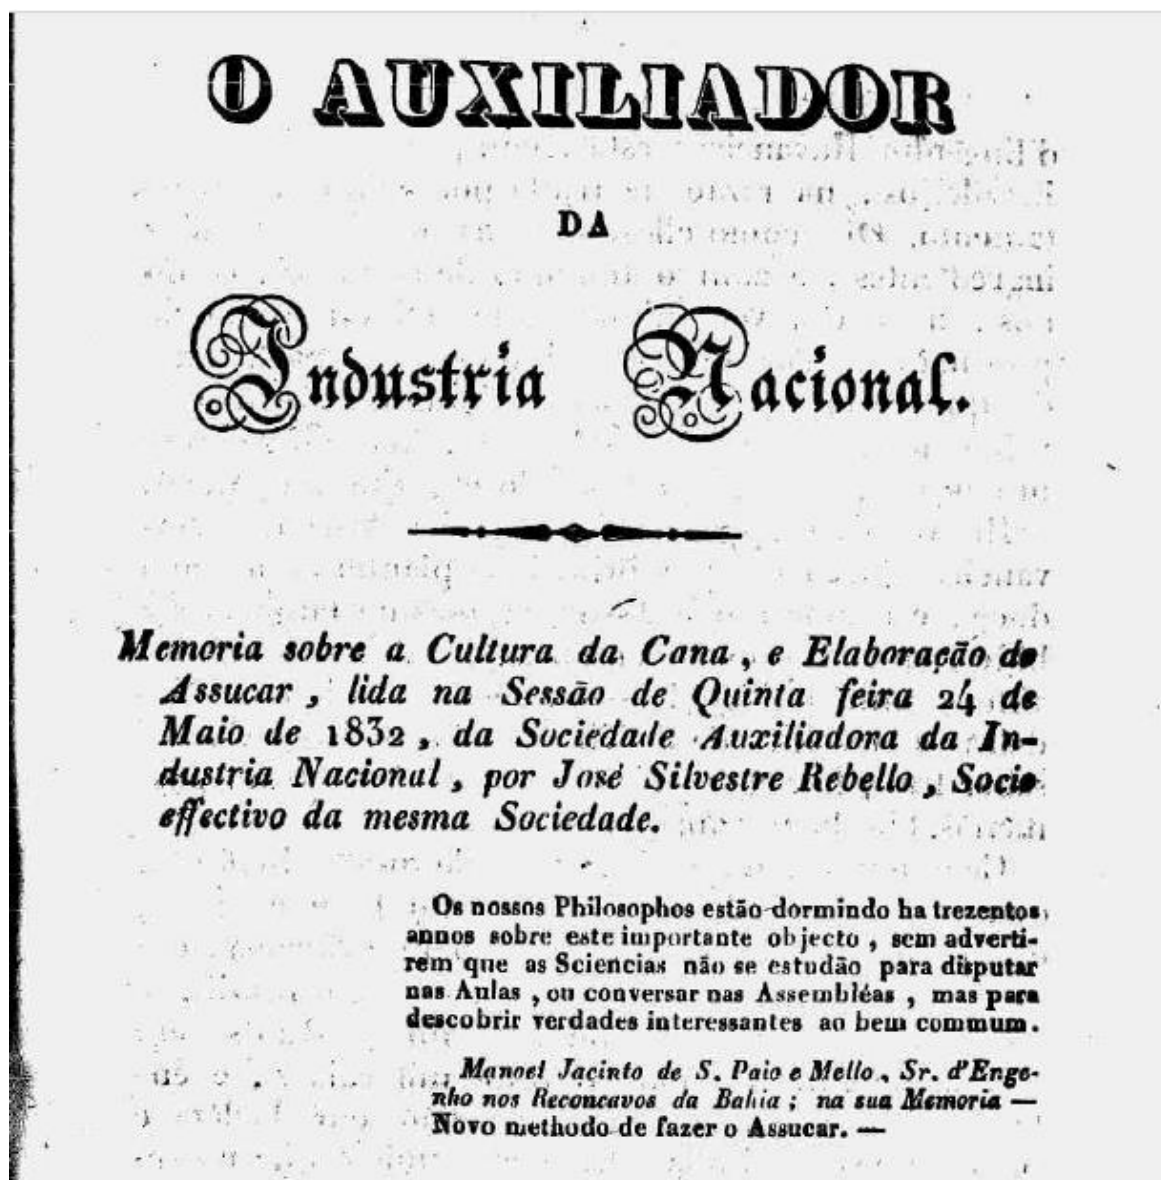 O AUXILIADOR
DA
Industria Nacional.
Memoria sobre a Cultura da Cana, e Elaboração do
Assucar, lida na Sessão de Quinta feira 24 de
Maio de 1832, da Sociedade Auxiliadora da In-
dustria Nacional, por José Silvestre Rebello, Socio
effectivo da mesma Sociedade.
Os nossos Philosophos estão dormindo ha trezentos
annos sobre este importante objecto, sem adverti-
rem que as Sciencias não se estudão para disputar
nas Aulas, ou conversar nas Assembléas, mas para
descobrir verdades interessantes ao bem commum.
Manoel Jacinto de S. Paio e Mello, Sr. d'Enge-
nho nos Reconcavos da Bahia; na sua Memoria —
Novo methodo de fazer o Assucar. —